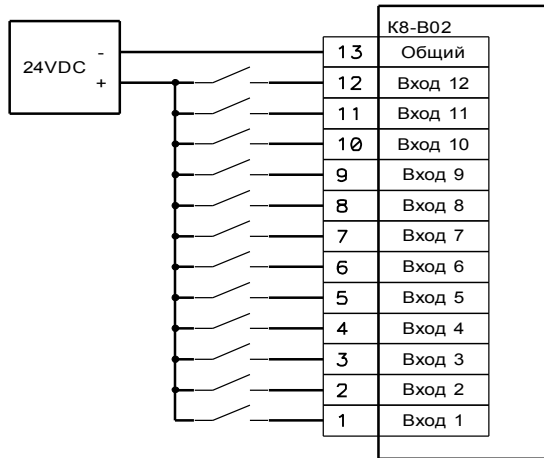 К8-В02
24VDC
-
+
13 Общий
12 Вход 12
11 Вход 11
10 Вход 10
9 Вход 9
8 Вход 8
7 Вход 7
6 Вход 6
5 Вход 5
4 Вход 4
3 Вход 3
2 Вход 2
1 Вход 1